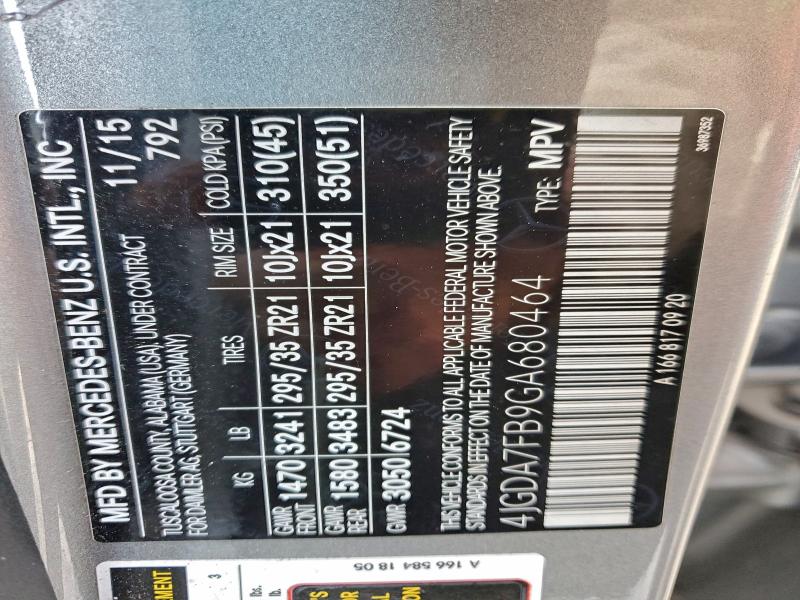 MFD BY MERCEDES-BENZ U.S. INTL., INC
TUSCALOOSA COUNTY, ALABAMA (USA), UNDER CONTRACT 11/15
FOR DAIMLER AG, STUTTGART (GERMANY) 792
KG LB TIRES RIM SIZE COLD KPA (PSI)
GAWR FRONT 1470 3241 295/35 ZR21 10Jx21 310(45)
GAWR REAR 1580 3483 295/35 ZR21 10Jx21 350(51)
GVWR 3050 6724
THIS VEHICLE CONFORMS TO ALL APPLICABLE FEDERAL MOTOR VEHICLE SAFETY
STANDARDS IN EFFECT ON THE DATE OF MANUFACTURE SHOWN ABOVE.
4JGDA7FB9GA680464 TYPE: MPV
A 166 817 09 20
36987352
A 166 584 18 05
3
lbs.
lb.